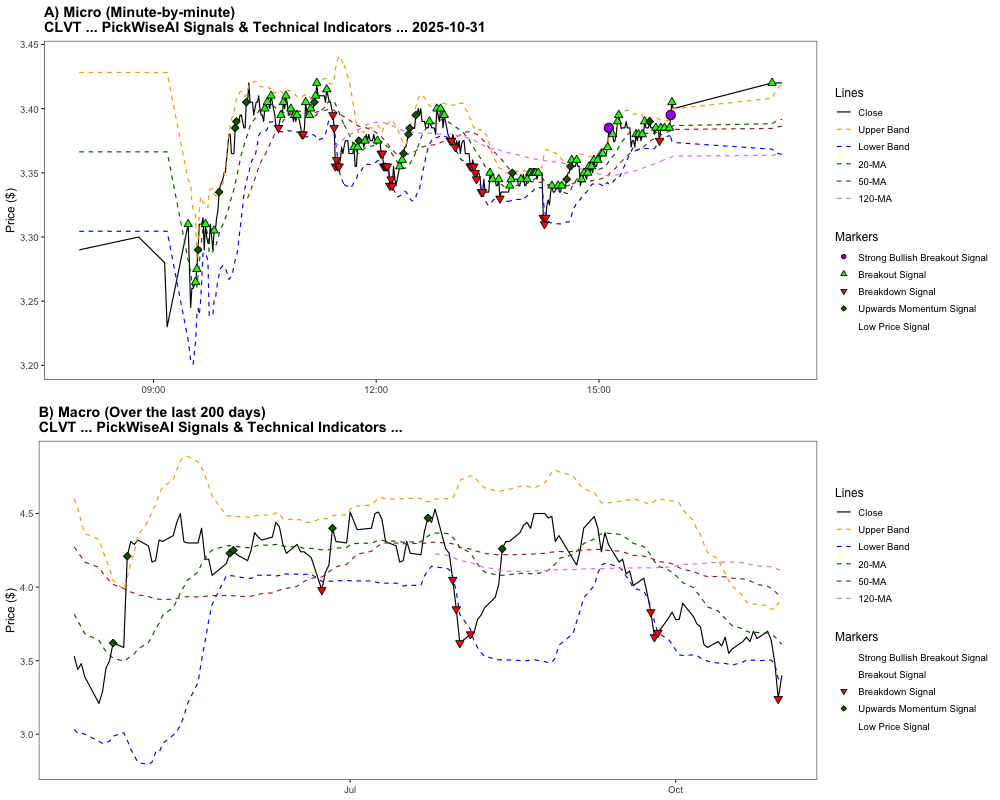 A) Micro (Minute-by-minute)
CLVT ... PickWiseAI Signals & Technical Indicators ... 2025-10-31
Price ($)
3.45
3.40
3.35
3.30
3.25
3.20
09:00
12:00
15:00
Lines
Close
Upper Band
Lower Band
20-MA
50-MA
120-MA
Markers
Strong Bullish Breakout Signal
Breakout Signal
Breakdown Signal
Upwards Momentum Signal
Low Price Signal
B) Macro (Over the last 200 days)
CLVT ... PickWiseAI Signals & Technical Indicators ...
Price ($)
4.5
4.0
3.5
3.0
Jul
Oct
Lines
Close
Upper Band
Lower Band
20-MA
50-MA
120-MA
Markers
Strong Bullish Breakout Signal
Breakout Signal
Breakdown Signal
Upwards Momentum Signal
Low Price Signal